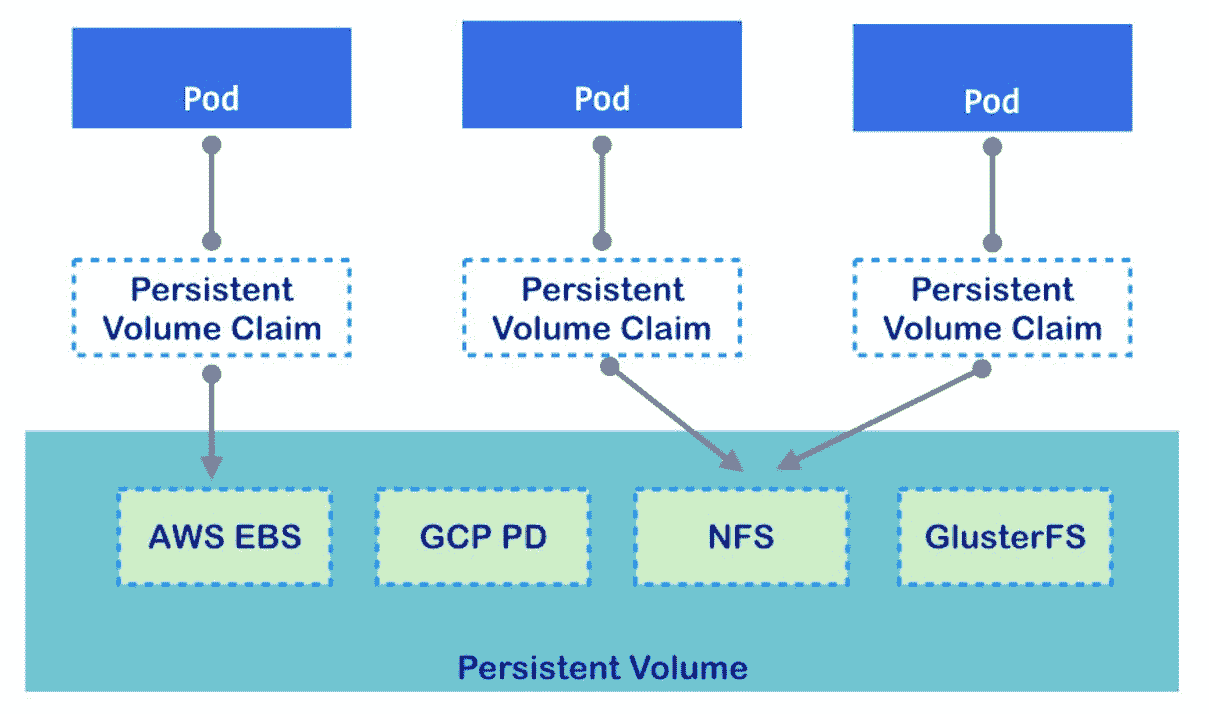 Pod
Pod
Pod
Persistent
Volume Claim
Persistent
Volume Claim
Persistent
Volume Claim
AWS EBS
GCP PD
NFS
GlusterFS
Persistent Volume